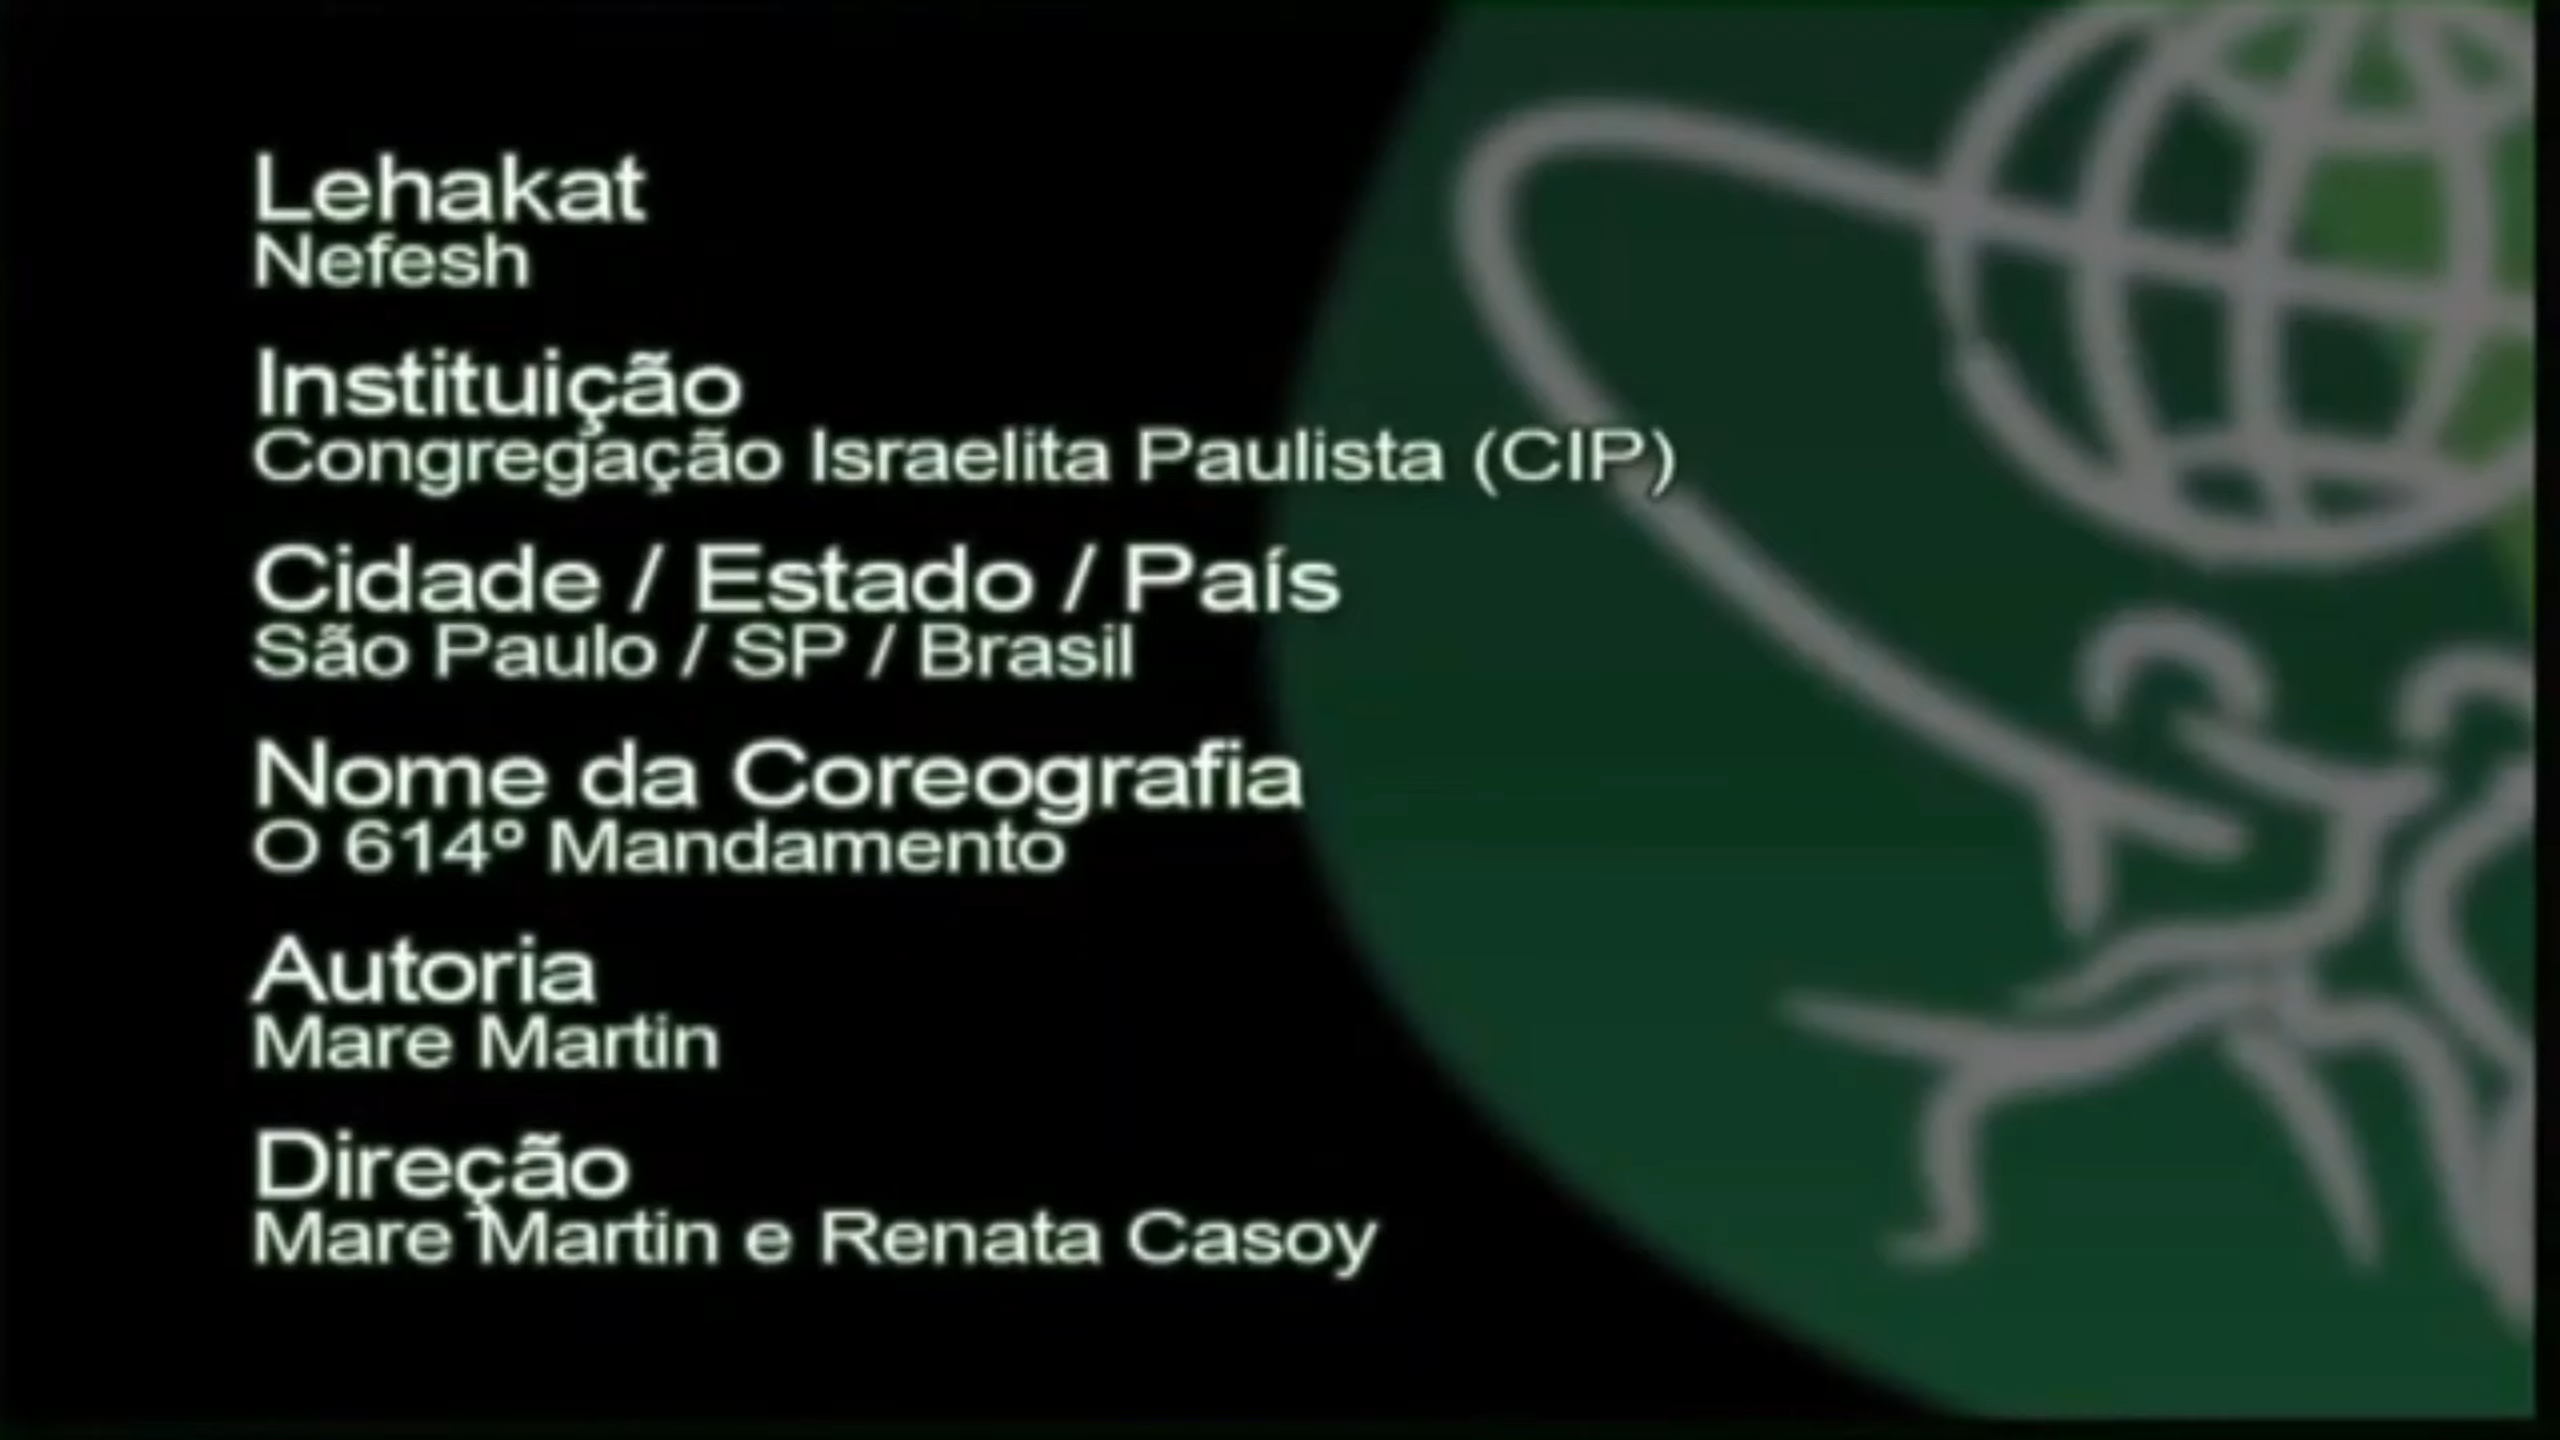 Lehakat
Nefesh
Instituição
Congregação Israelita Paulista (CIP)
Cidade / Estado / País
São Paulo / SP / Brasil
Nome da Coreografia
O 614º Mandamento
Autoria
Mare Martin
Direção
Mare Martin e Renata Casoy